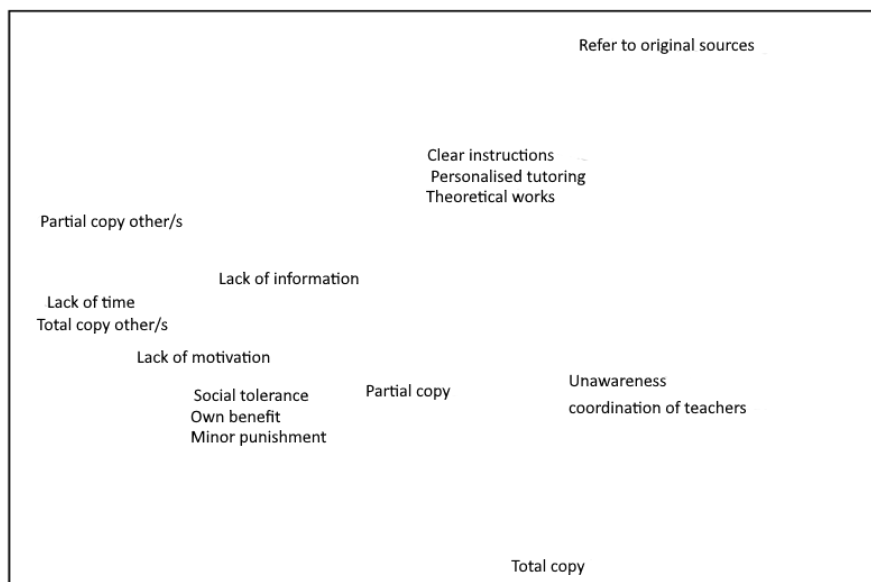 Refer to original sources
Clear instructions
Personalised tutoring
Theoretical works
Partial copy other/s
Lack of information
Lack of time
Total copy other/s
Lack of motivation
Social tolerance
Own benefit
Minor punishment
Partial copy
Unawareness
coordination of teachers
Total copy